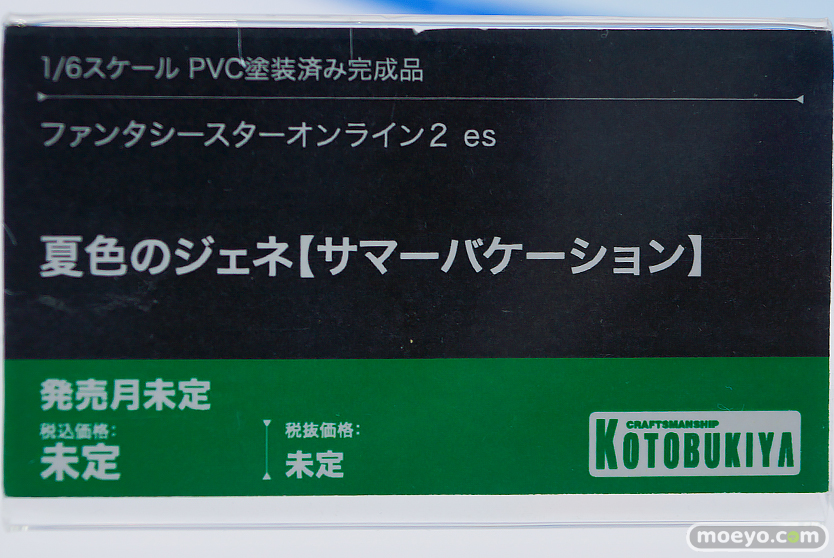 1/6スケール PVC塗装済み完成品
ファンタシースターオンライン2 es
夏色のジェネ【サマーバケーション】
発売月未定
税込価格:
未定
税抜価格:
未定
CRAFTSMANSHIP
KOTOBUKIYA
moeyo.com